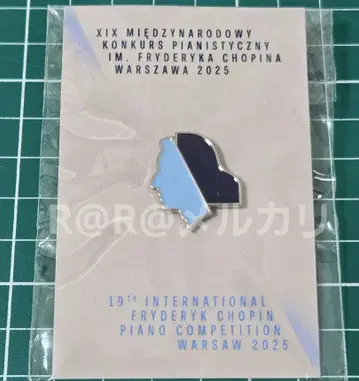 XIX MIĘDZYNARODOWY
KONKURS PIANISTYCZNY
IM. FRYDERYKA CHOPINA
WARSZAWA 2025
R@R@メルカリ
19TH INTERNATIONAL
FRYDERYK CHOPIN
PIANO COMPETITION
WARSAW 2025